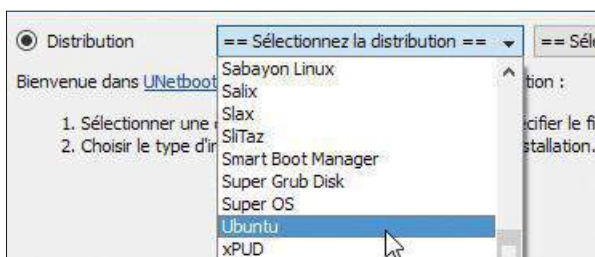 Distribution == Sélectionnez la distribution == == Sél
Sabayon Linux
Bienvenue dans UNetboot tion :
Salix
Slax
1. Sélectionner une cifier le fi
SliTaz
2. Choisir le type d'in stallation.
Smart Boot Manager
Super Grub Disk
Super OS
Ubuntu
xPUD